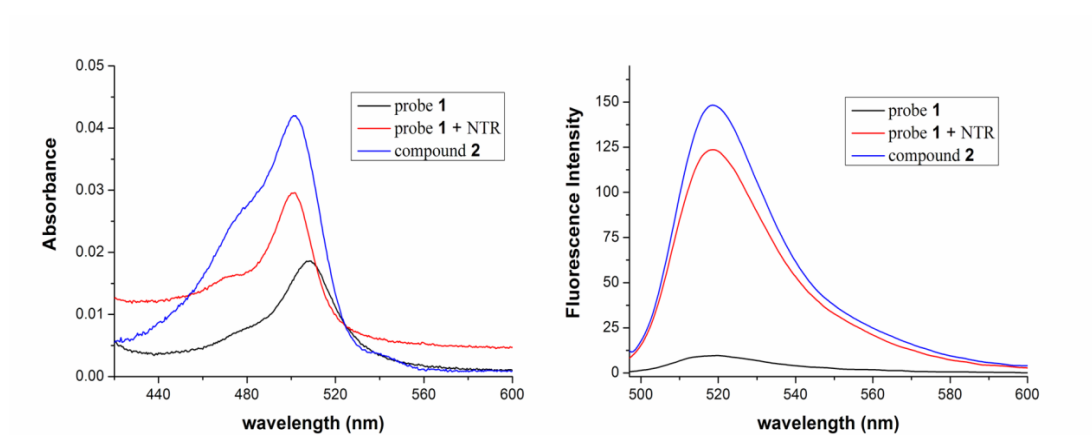 0.05
0.04
0.03
0.02
0.01
0.00
Absorbance
probe 1
probe 1 + NTR
compound 2
440
480
520
560
600
wavelength (nm)
150
125
100
75
50
25
0
Fluorescence Intensity
probe 1
probe 1 + NTR
compound 2
500
520
540
560
580
600
wavelength (nm)